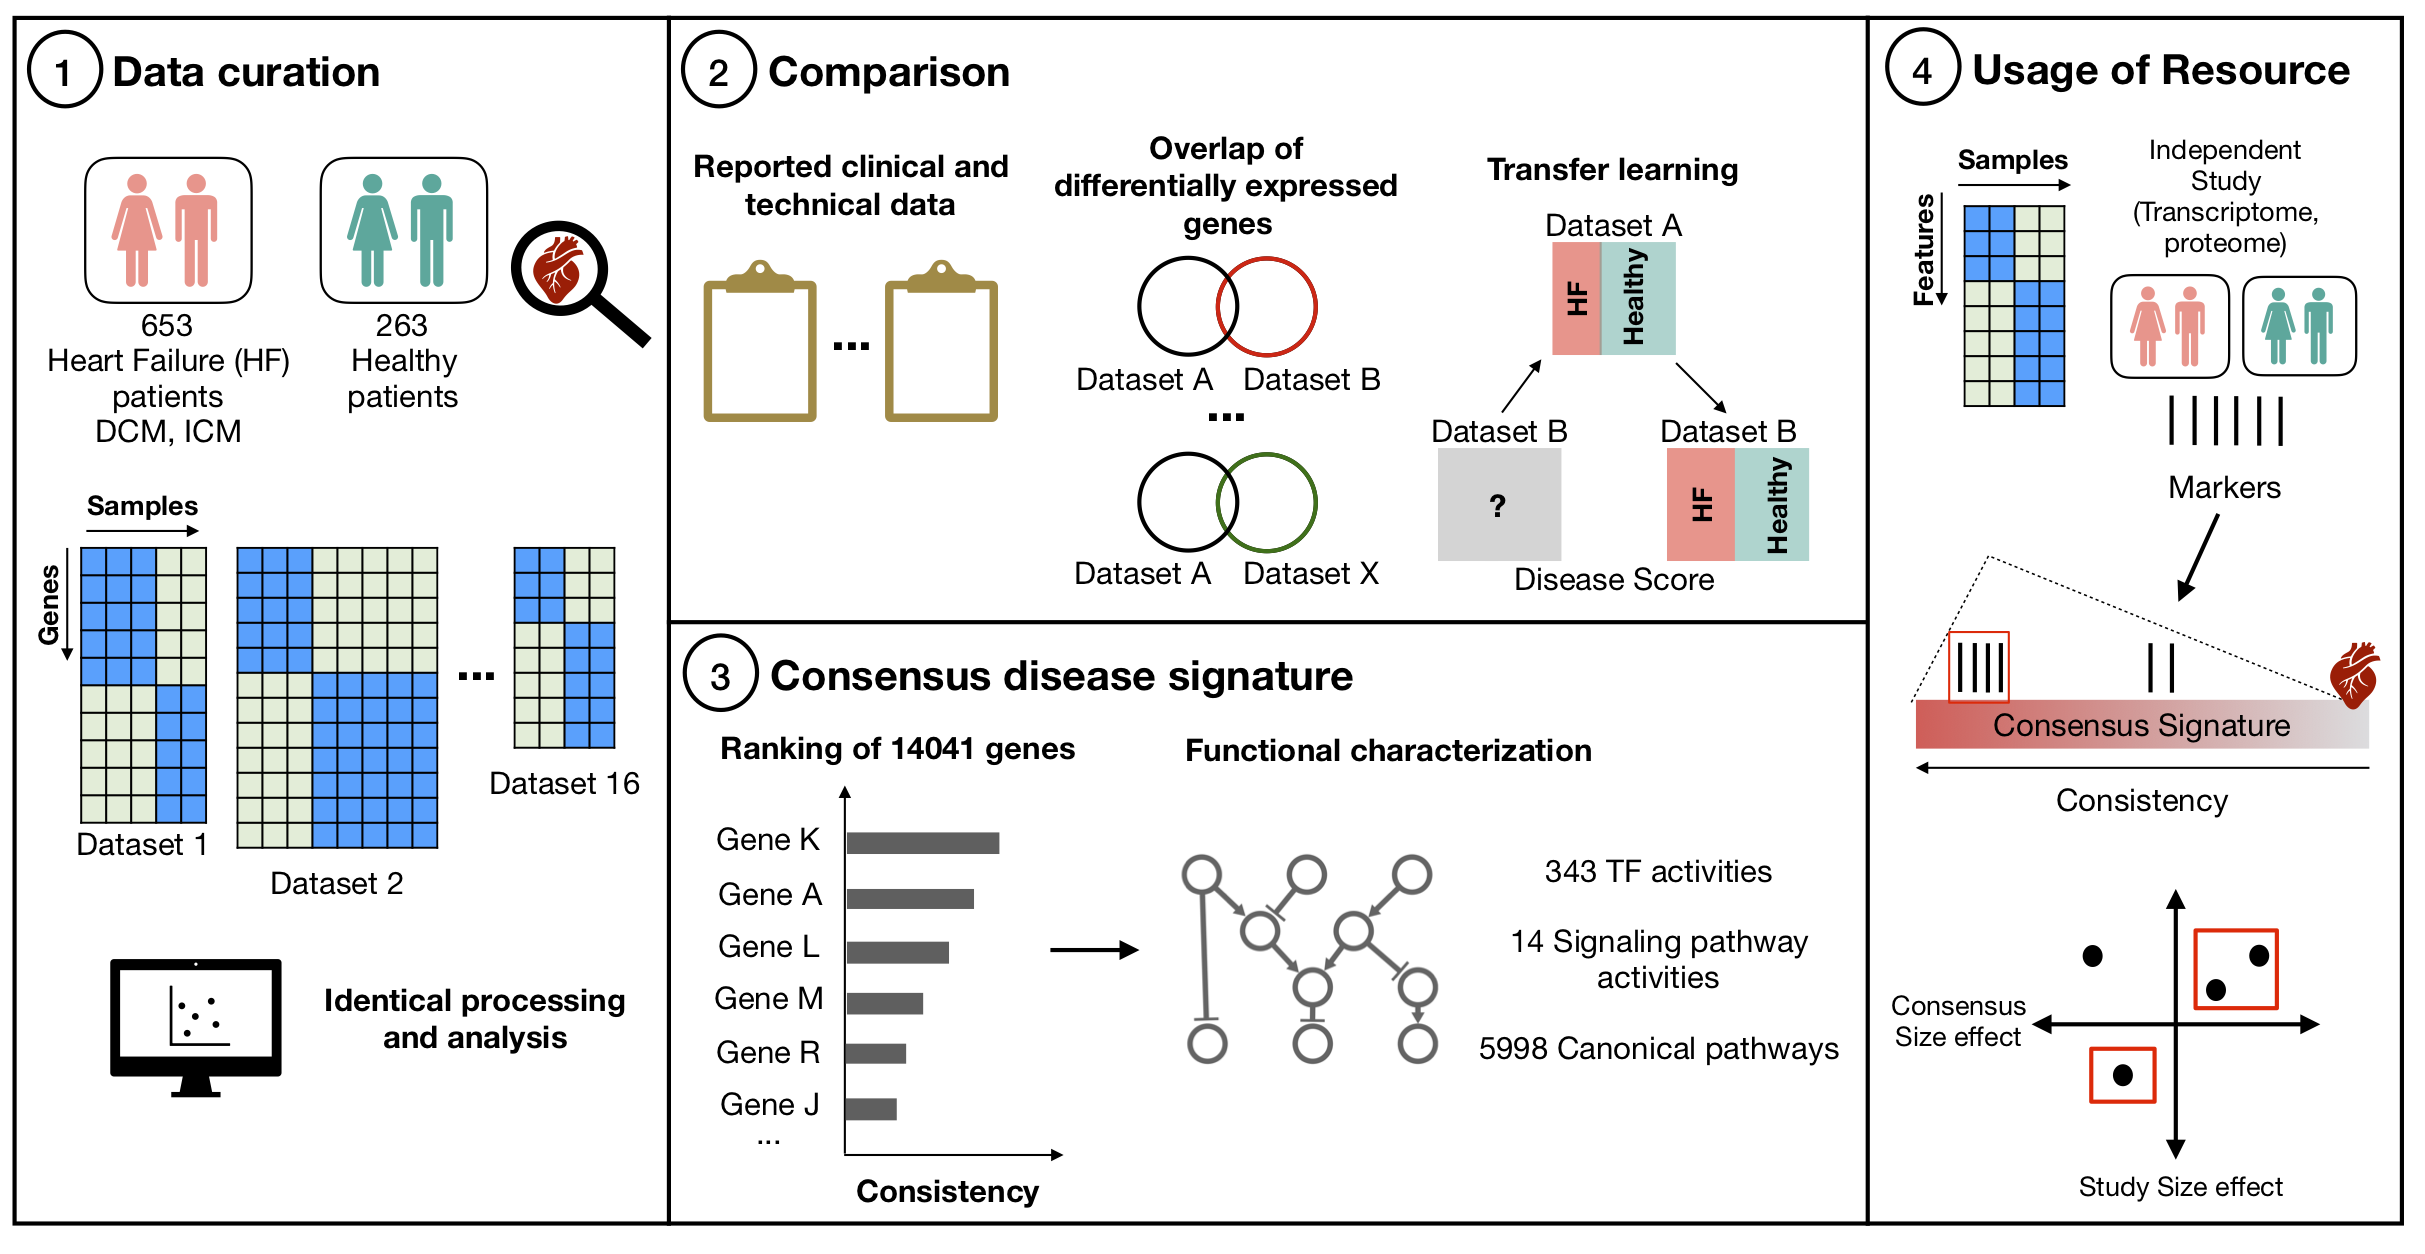 1 Data curation
653
Heart Failure (HF)
patients
DCM, ICM
263
Healthy
patients
Samples
Genes
Dataset 1
Dataset 2
...
Dataset 16
Identical processing
and analysis
2 Comparison
Reported clinical and
technical data
...
Overlap of
differentially expressed
genes
Dataset A Dataset B
...
Dataset A Dataset X
Transfer learning
Dataset A
HF Healthy
Dataset B
?
Dataset B
HF Healthy
Disease Score
3 Consensus disease signature
Ranking of 14041 genes
Gene K
Gene A
Gene L
Gene M
Gene R
Gene J
...
Consistency
Functional characterization
343 TF activities
14 Signaling pathway
activities
5998 Canonical pathways
4 Usage of Resource
Samples
Features
Independent
Study
(Transcriptome,
proteome)
Markers
Consensus Signature
Consistency
Consensus
Size effect
Study Size effect